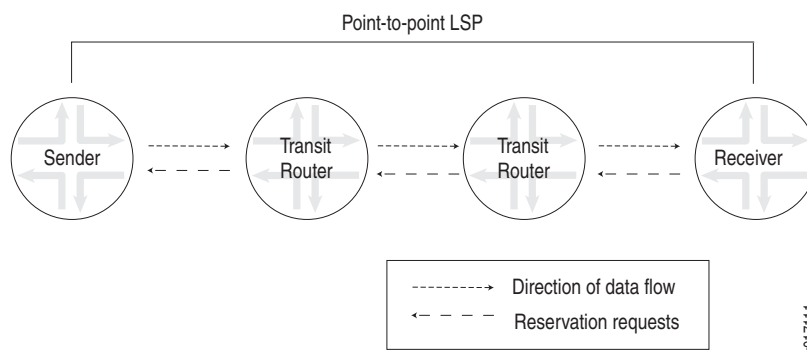 Point-to-point LSP
Sender
Transit
Router
Transit
Router
Receiver
Direction of data flow
Reservation requests